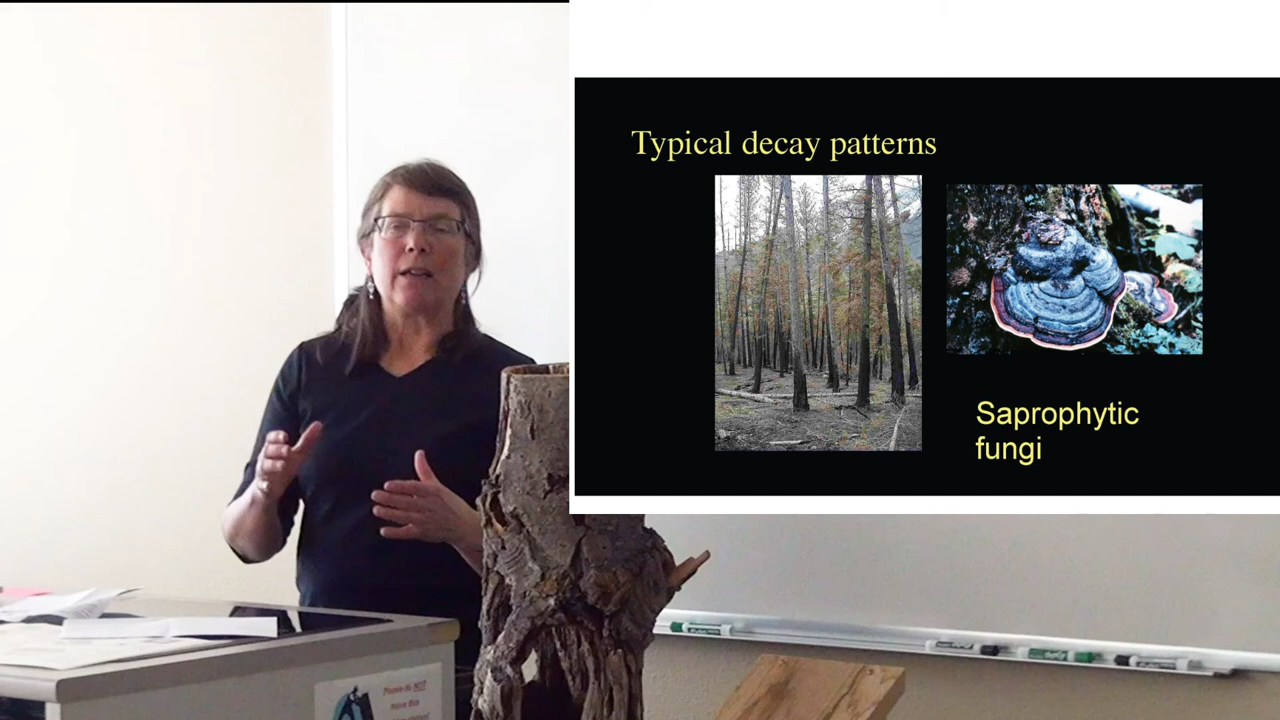 Typical decay patterns
Saprophytic
fungi
Please do NOT
move this